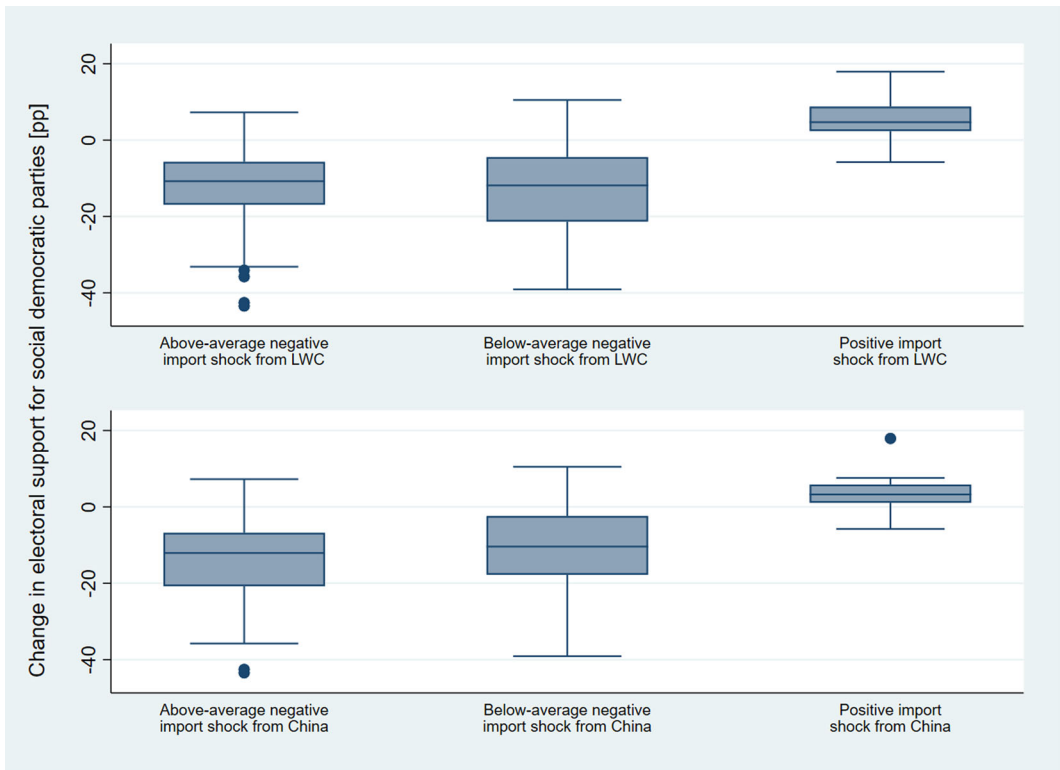 Change in electoral support for social democratic parties [pp]
20
0
-20
-40
Above-average negative
import shock from LWC
Below-average negative
import shock from LWC
Positive import
shock from LWC
20
0
-20
-40
Above-average negative
import shock from China
Below-average negative
import shock from China
Positive import
shock from China